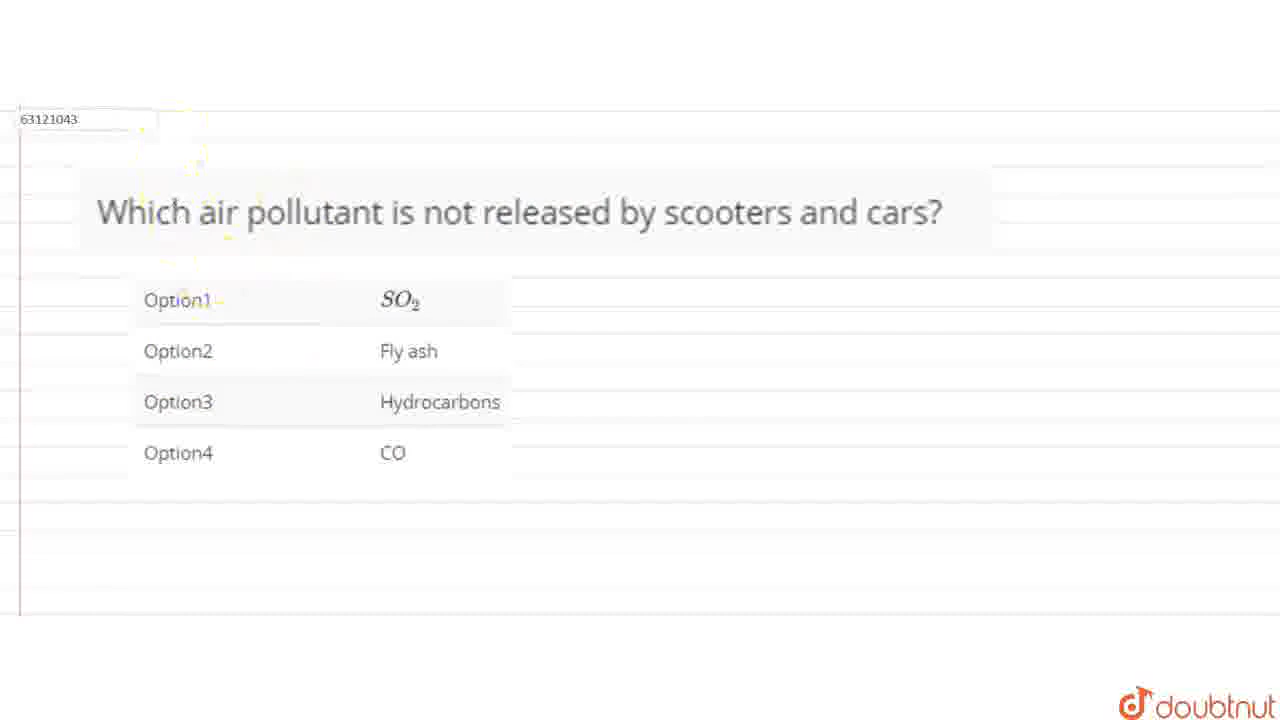 63121043
Which air pollutant is not released by scooters and cars?
Option1 SO₂
Option2 Fly ash
Option3 Hydrocarbons
Option4 CO
doubtnut